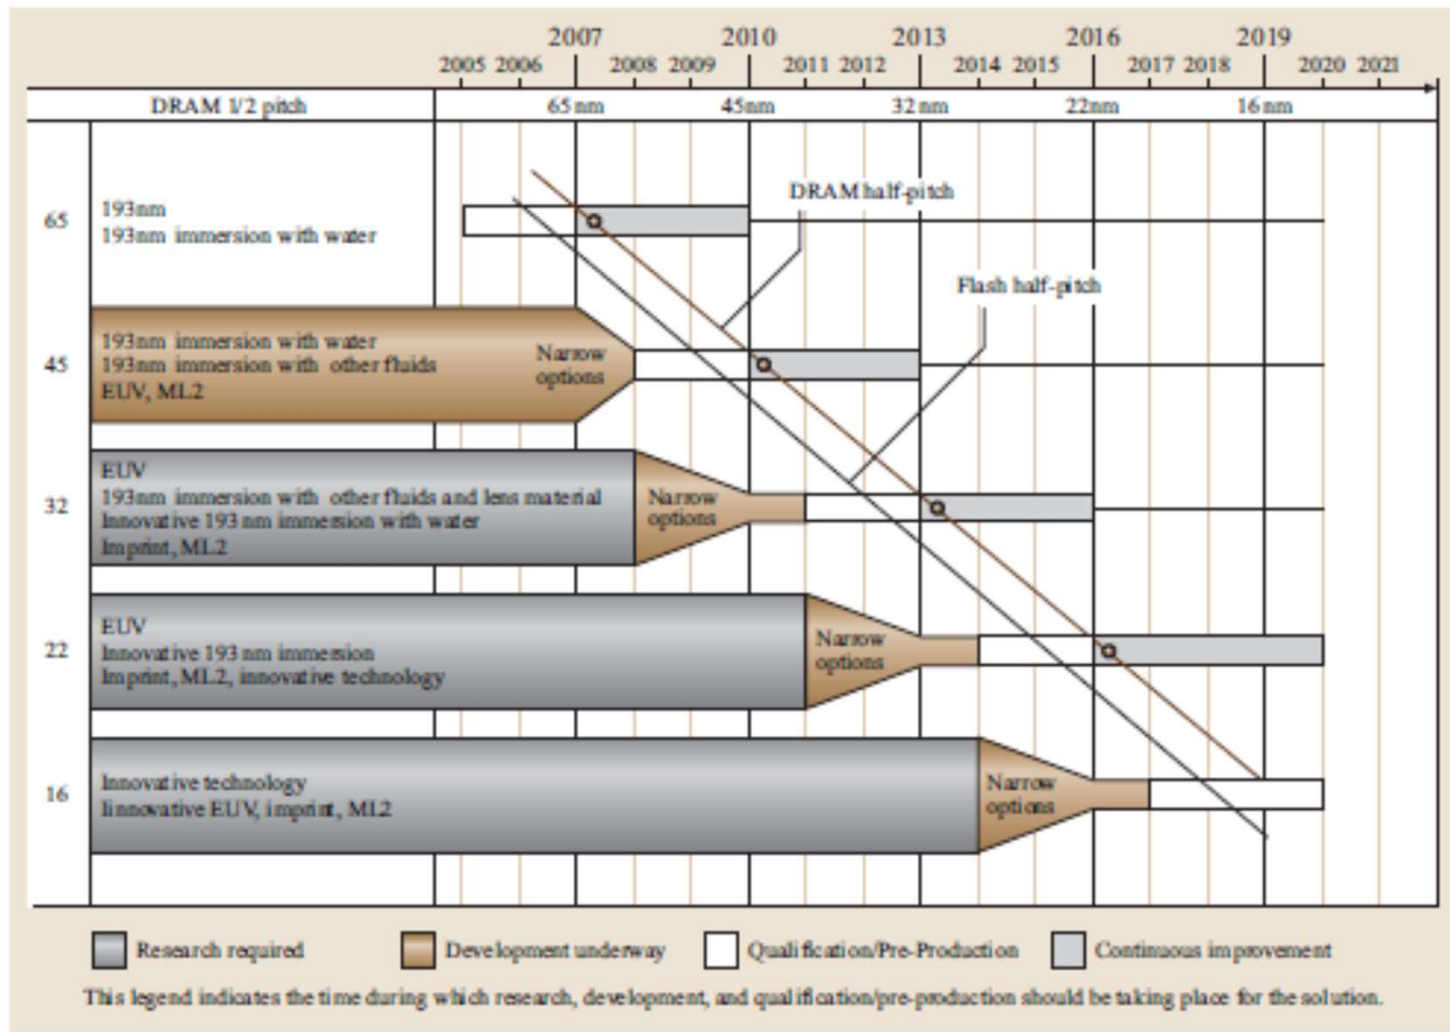 2007 2010 2013 2016 2019
2005 2006 2008 2009 2011 2012 2014 2015 2017 2018 2020 2021
DRAM 1/2 pitch 65nm 45nm 32nm 22nm 16nm
DRAM half-pitch
65
193nm
193nm immersion with water
Flash half-pitch
45
193nm immersion with water
193nm immersion with other fluids
EUV, ML2
Narrow
options
32
EUV
193nm immersion with other fluids and lens material
Innovative 193 nm immersion with water
Imprint, ML2
Narrow
options
22
EUV
Innovative 193 nm immersion
Imprint, ML2, innovative technology
Narrow
options
16
Innovative technology
Iinnovative EUV, imprint, ML2
Narrow
options
Research required Development underway Qualification/Pre-Production Continuous improvement
This legend indicates the time during which research, development, and qualification/pre-production should be taking place for the solution.